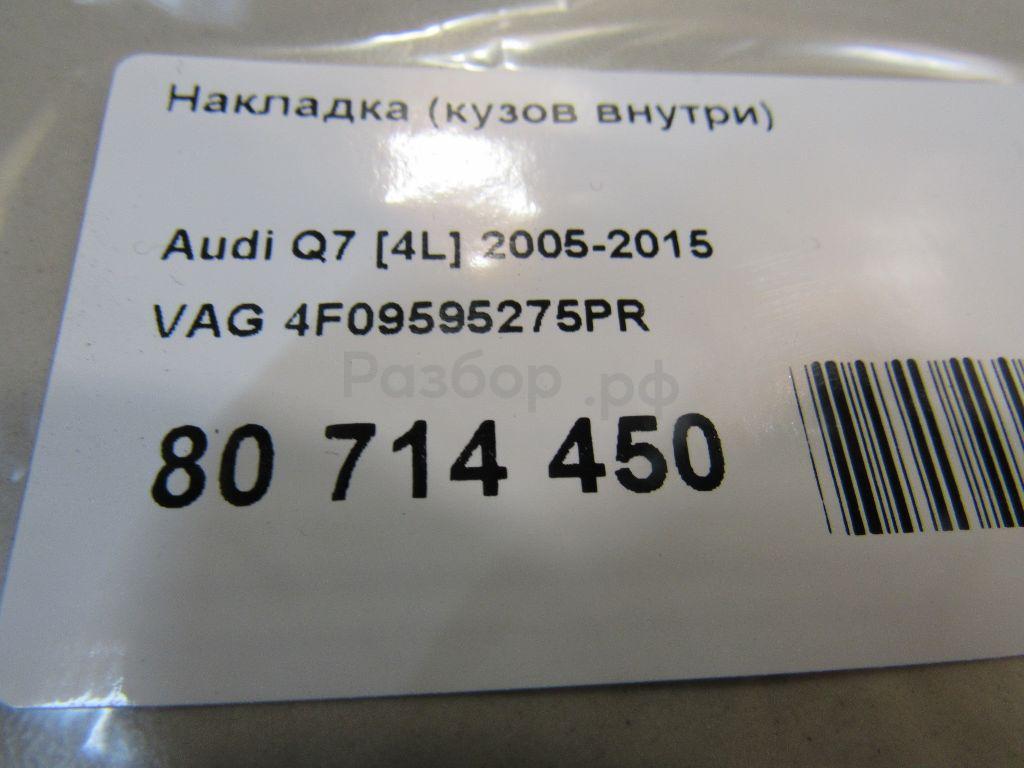 Накладка (кузов внутри)
Audi Q7 [4L] 2005-2015
VAG 4F09595275PR
Разбор.рф
80 714 450